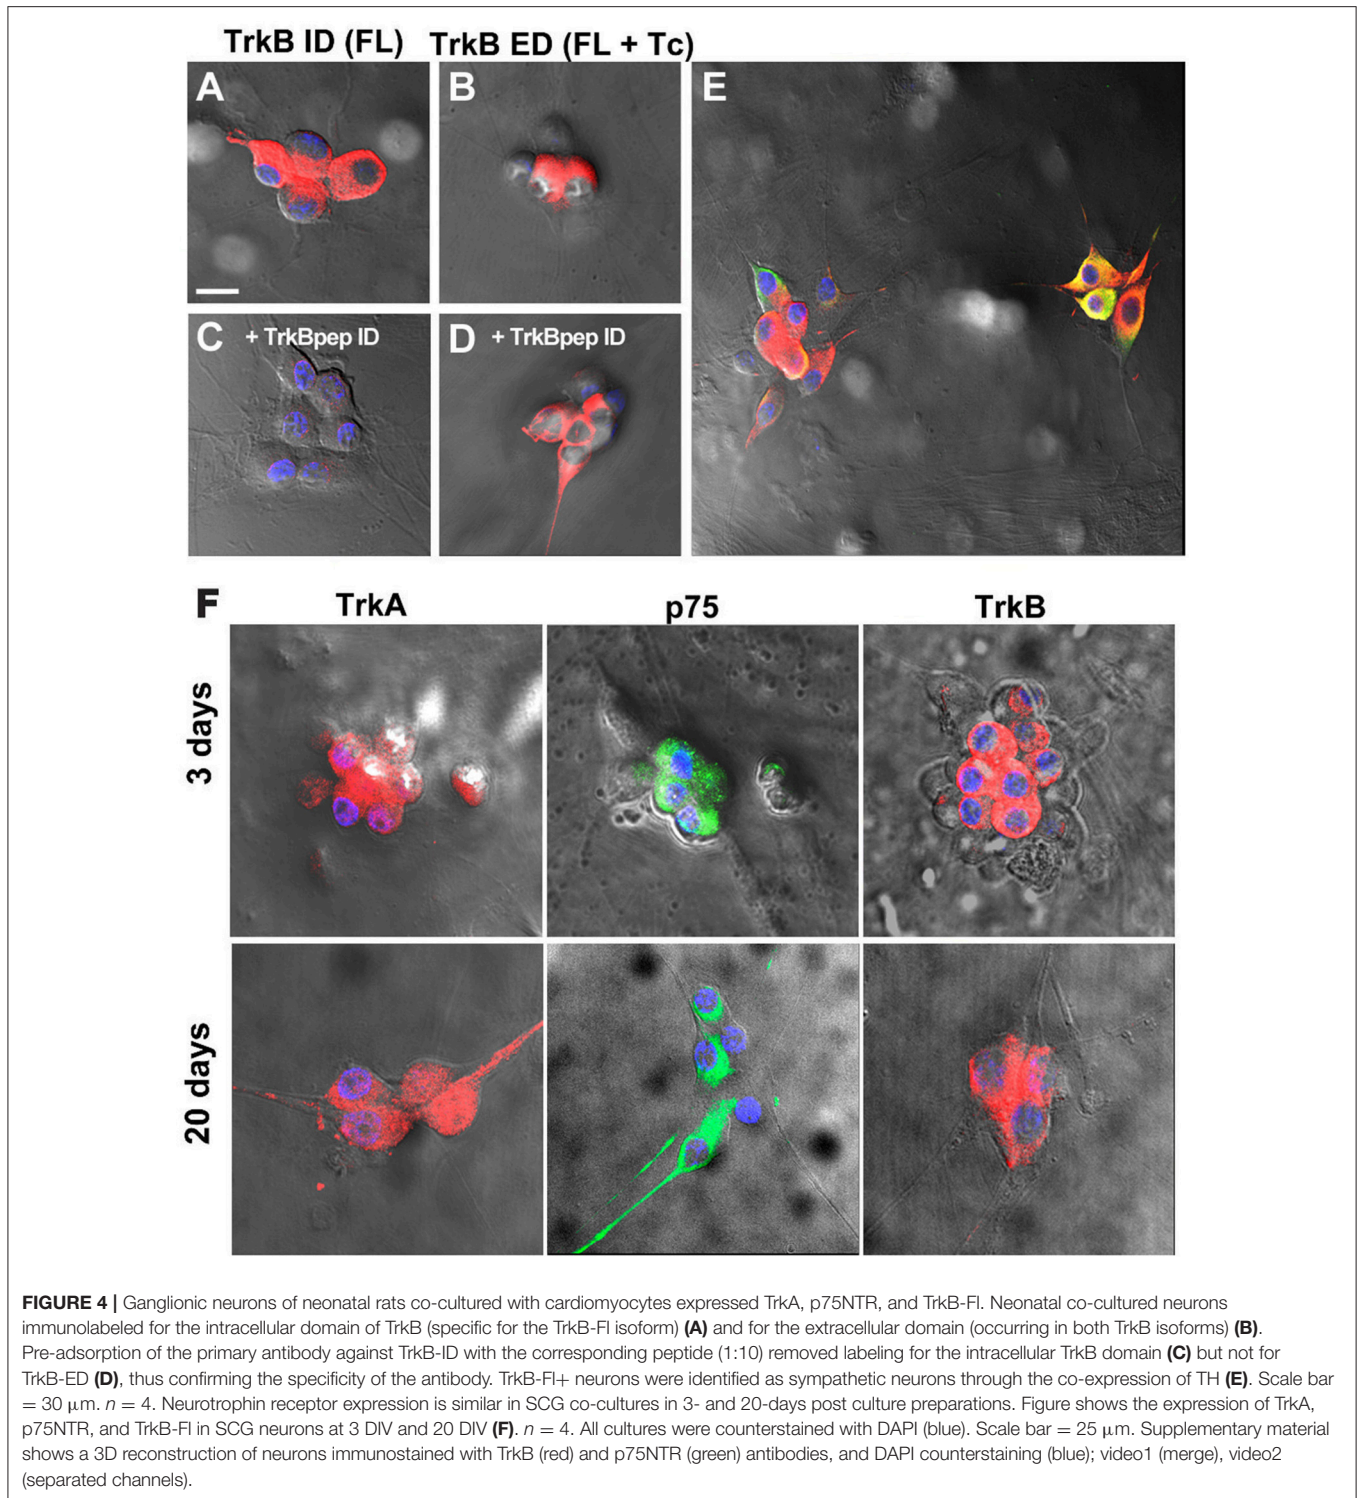 TrkB ID (FL) TrkB ED (FL + Tc)
A
B
E
C + TrkBpep ID
D + TrkBpep ID
F TrkA p75 TrkB
3 days
20 days
FIGURE 4 | Ganglionic neurons of neonatal rats co-cultured with cardiomyocytes expressed TrkA, p75NTR, and TrkB-Fl. Neonatal co-cultured neurons
immunolabeled for the intracellular domain of TrkB (specific for the TrkB-Fl isoform) (A) and for the extracellular domain (occurring in both TrkB isoforms) (B).
Pre-adsorption of the primary antibody against TrkB-ID with the corresponding peptide (1:10) removed labeling for the intracellular TrkB domain (C) but not for
TrkB-ED (D), thus confirming the specificity of the antibody. TrkB-Fl+ neurons were identified as sympathetic neurons through the co-expression of TH (E). Scale bar
= 30 μm. n = 4. Neurotrophin receptor expression is similar in SCG co-cultures in 3- and 20-days post culture preparations. Figure shows the expression of TrkA,
p75NTR, and TrkB-Fl in SCG neurons at 3 DIV and 20 DIV (F). n = 4. All cultures were counterstained with DAPI (blue). Scale bar = 25 μm. Supplementary material
shows a 3D reconstruction of neurons immunostained with TrkB (red) and p75NTR (green) antibodies, and DAPI counterstaining (blue); video1 (merge), video2
(separated channels).